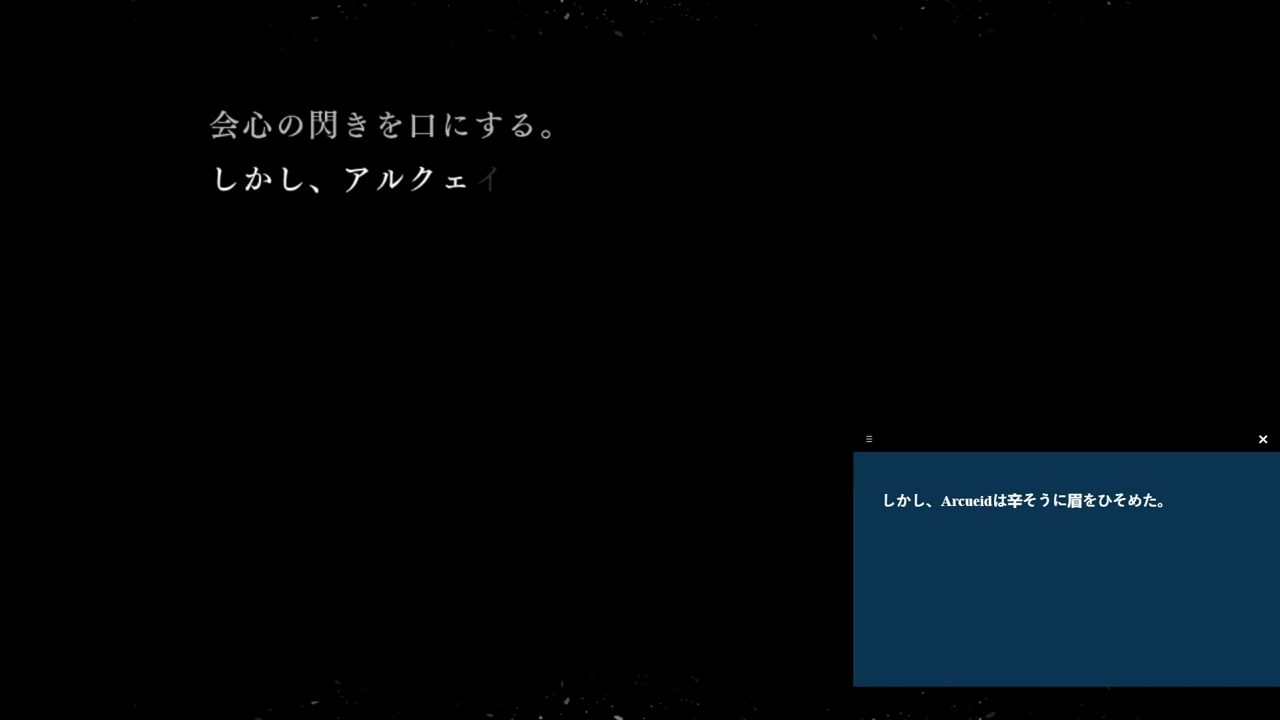 会心の閃きを口にする。
しかし、アルクェイ
☰ ×
しかし、Arcueidは辛そうに眉をひそめた。